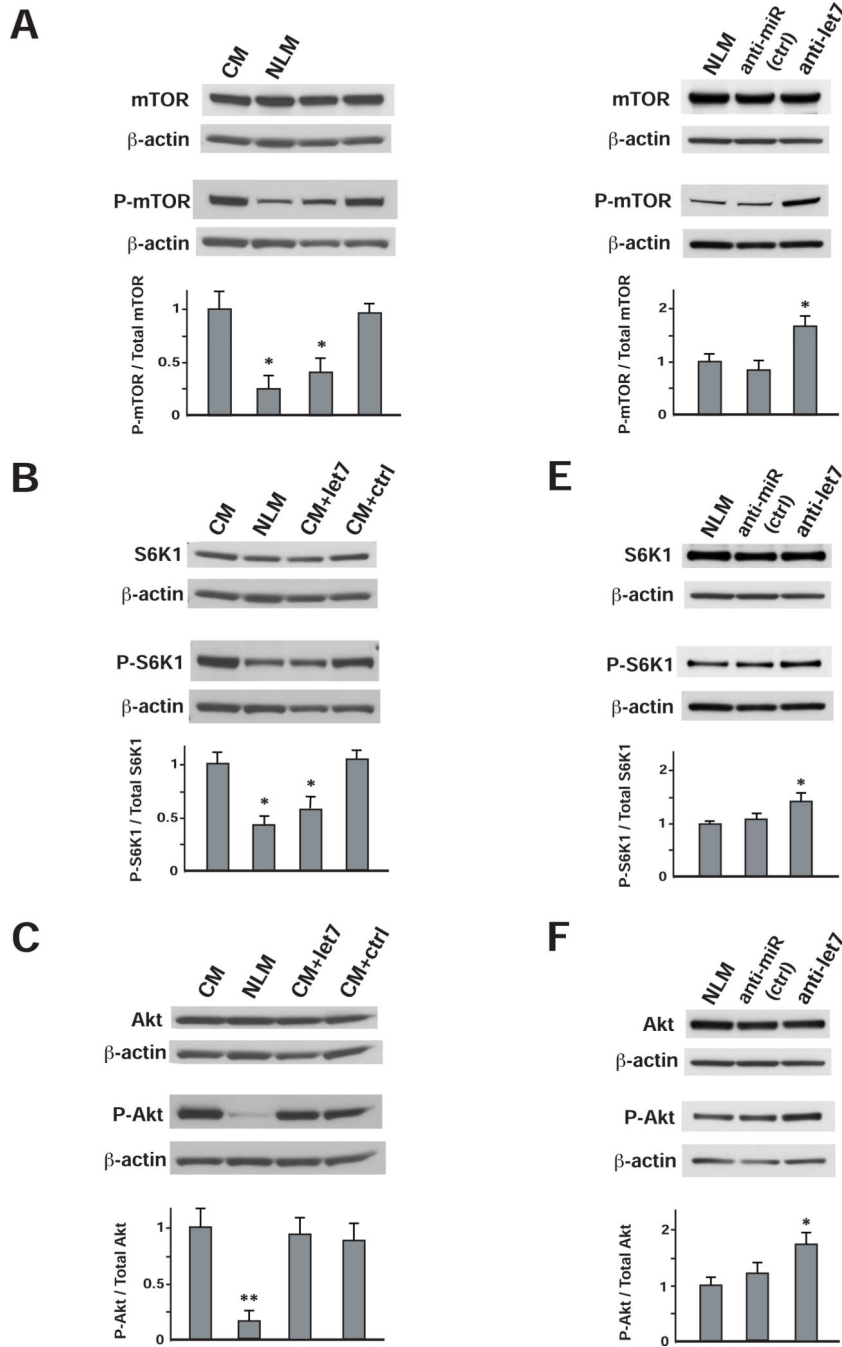 A
CM NLM
mTOR
β-actin
P-mTOR
β-actin
P-mTOR / Total mTOR
1
0.5
0
* *
NLM anti-miR (ctrl) anti-let7
mTOR
β-actin
P-mTOR
β-actin
P-mTOR / Total mTOR
2
1
0
*
B
CM NLM CM+let7 CM+ctrl
S6K1
β-actin
P-S6K1
β-actin
P-S6K1 / Total S6K1
1
0.5
0
* *
E
NLM anti-miR (ctrl) anti-let7
S6K1
β-actin
P-S6K1
β-actin
P-S6K1 / Total S6K1
2
1
0
*
C
CM NLM CM+let7 CM+ctrl
Akt
β-actin
P-Akt
β-actin
P-Akt / Total Akt
1
0.5
0
**
F
NLM anti-miR (ctrl) anti-let7
Akt
β-actin
P-Akt
β-actin
P-Akt / Total Akt
2
1
0
*